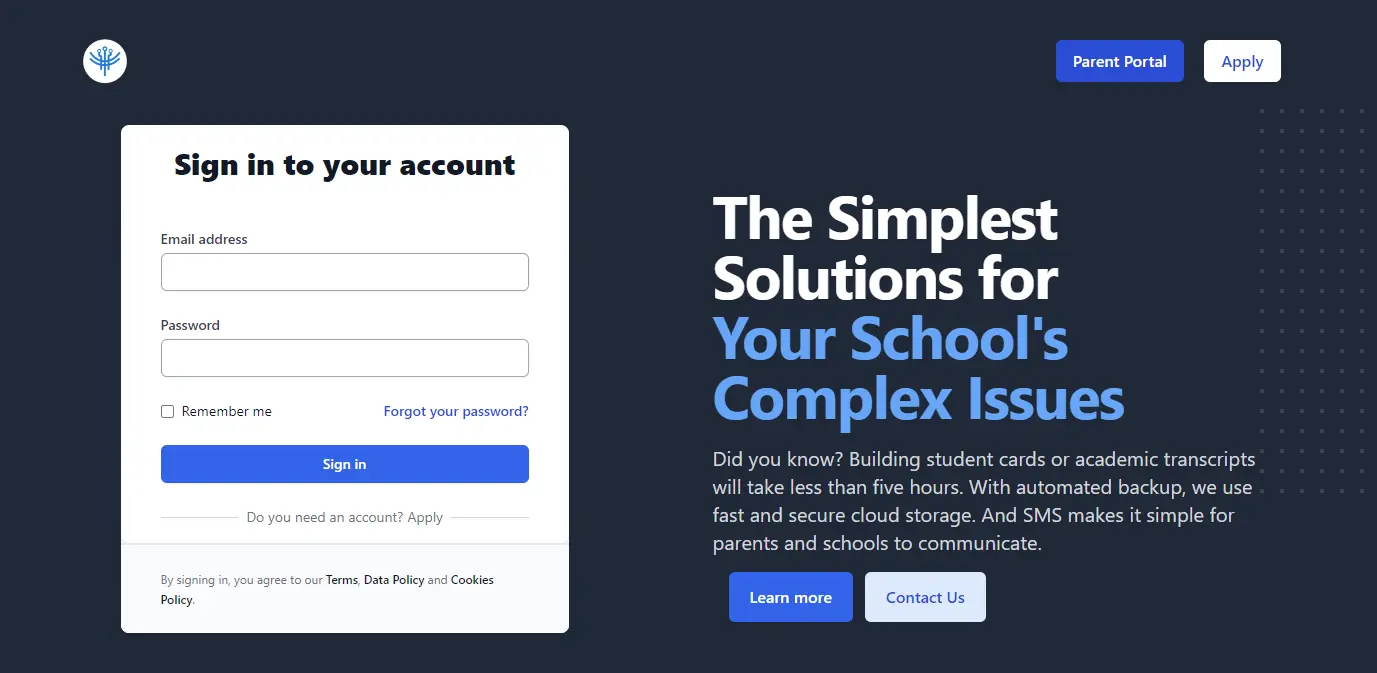 Parent Portal
Apply
Sign in to your account
Email address
Password
Remember me
Forgot your password?
Sign in
Do you need an account? Apply
By signing in, you agree to our Terms, Data Policy and Cookies
Policy.
The Simplest
Solutions for
Your School's
Complex Issues
Did you know? Building student cards or academic transcripts
will take less than five hours. With automated backup, we use
fast and secure cloud storage. And SMS makes it simple for
parents and schools to communicate.
Learn more
Contact Us